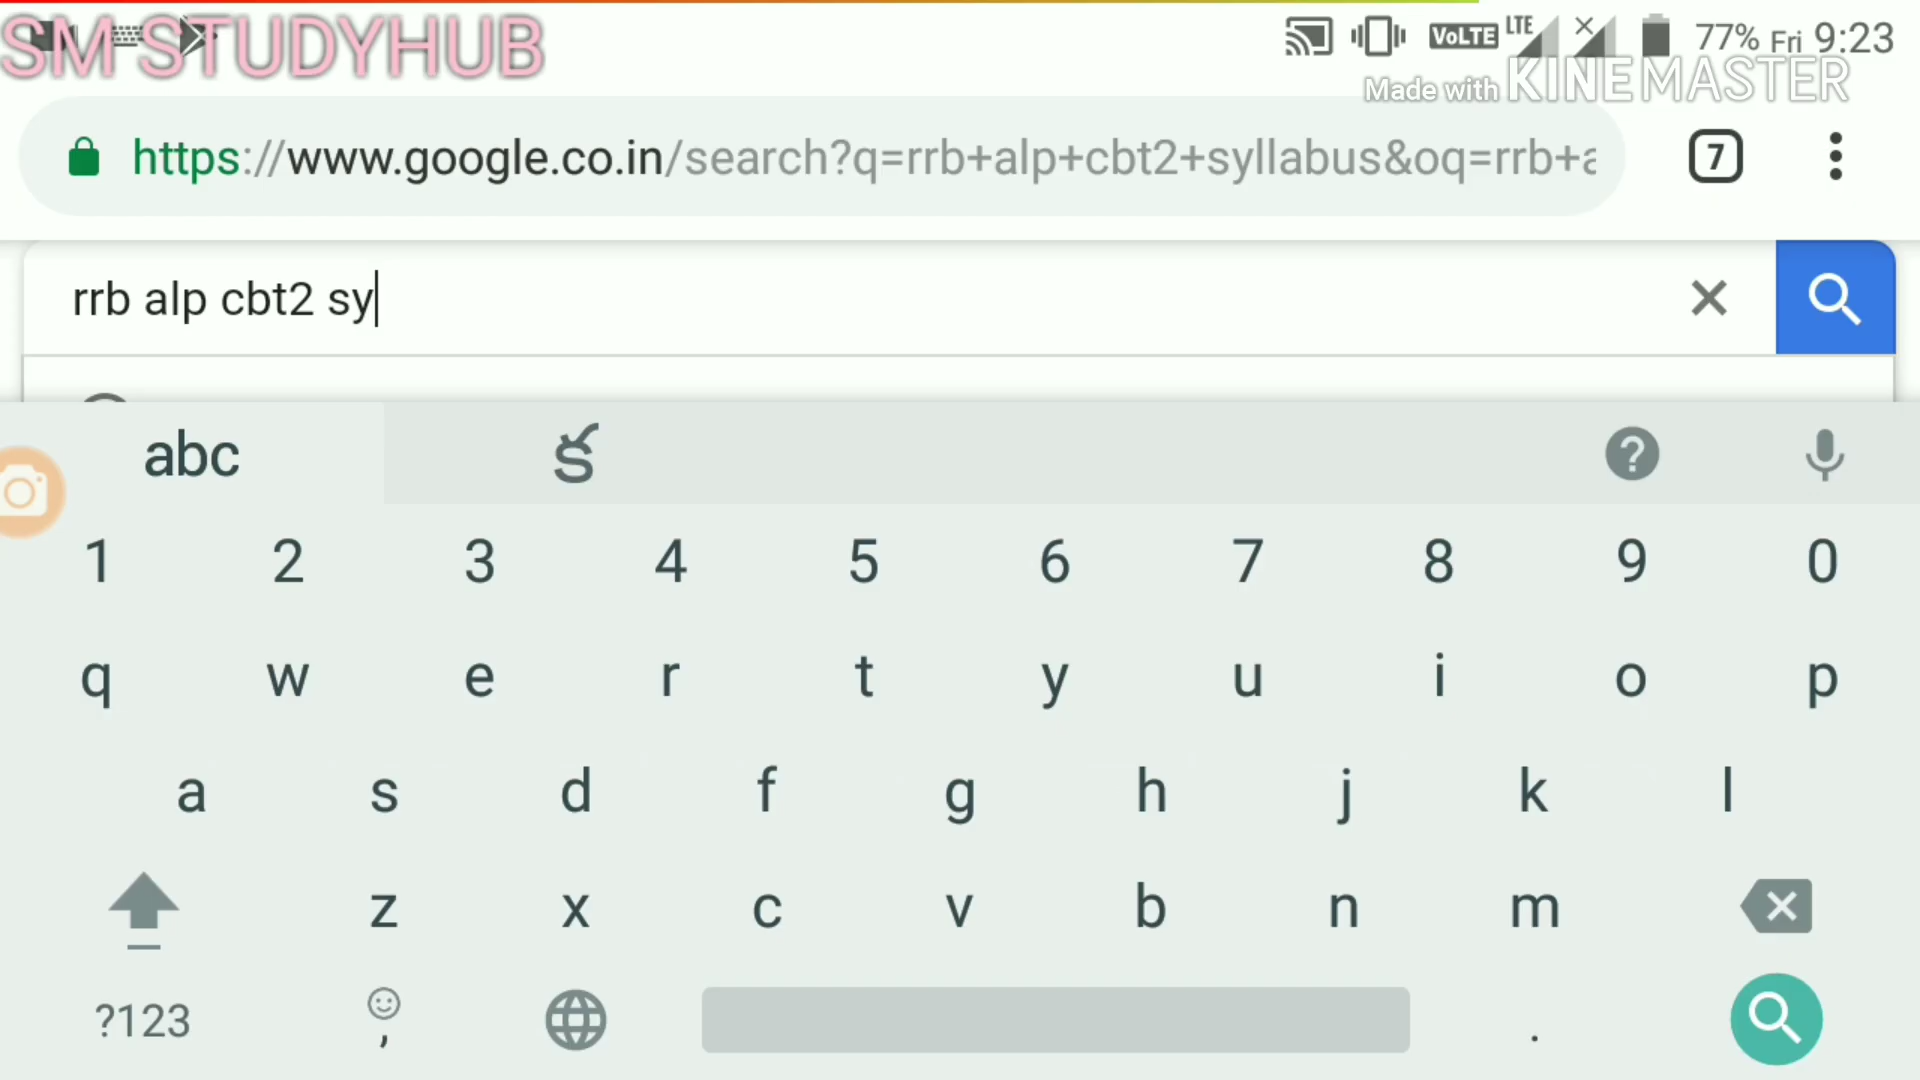 SM STUDYHUB
VoLTE LTE 77% Fri 9:23
Made with KINEMASTER
https://www.google.co.in/search?q=rrb+alp+cbt2+syllabus&oq=rrb+a
7
rrb alp cbt2 sy
abc క
1 2 3 4 5 6 7 8 9 0
q w e r t y u i o p
a s d f g h j k l
z x c v b n m
?123 , .